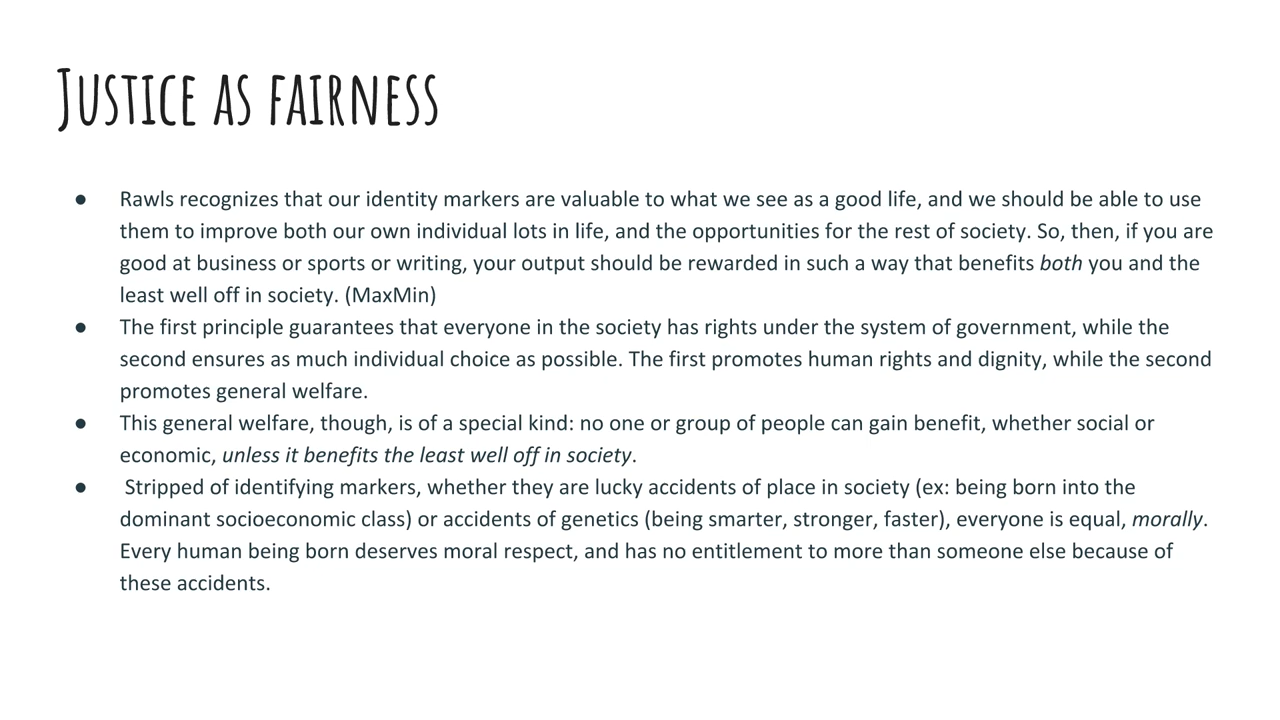 Justice as fairness
● Rawls recognizes that our identity markers are valuable to what we see as a good life, and we should be able to use
them to improve both our own individual lots in life, and the opportunities for the rest of society. So, then, if you are
good at business or sports or writing, your output should be rewarded in such a way that benefits both you and the
least well off in society. (MaxMin)
● The first principle guarantees that everyone in the society has rights under the system of government, while the
second ensures as much individual choice as possible. The first promotes human rights and dignity, while the second
promotes general welfare.
● This general welfare, though, is of a special kind: no one or group of people can gain benefit, whether social or
economic, unless it benefits the least well off in society.
● Stripped of identifying markers, whether they are lucky accidents of place in society (ex: being born into the
dominant socioeconomic class) or accidents of genetics (being smarter, stronger, faster), everyone is equal, morally.
Every human being born deserves moral respect, and has no entitlement to more than someone else because of
these accidents.